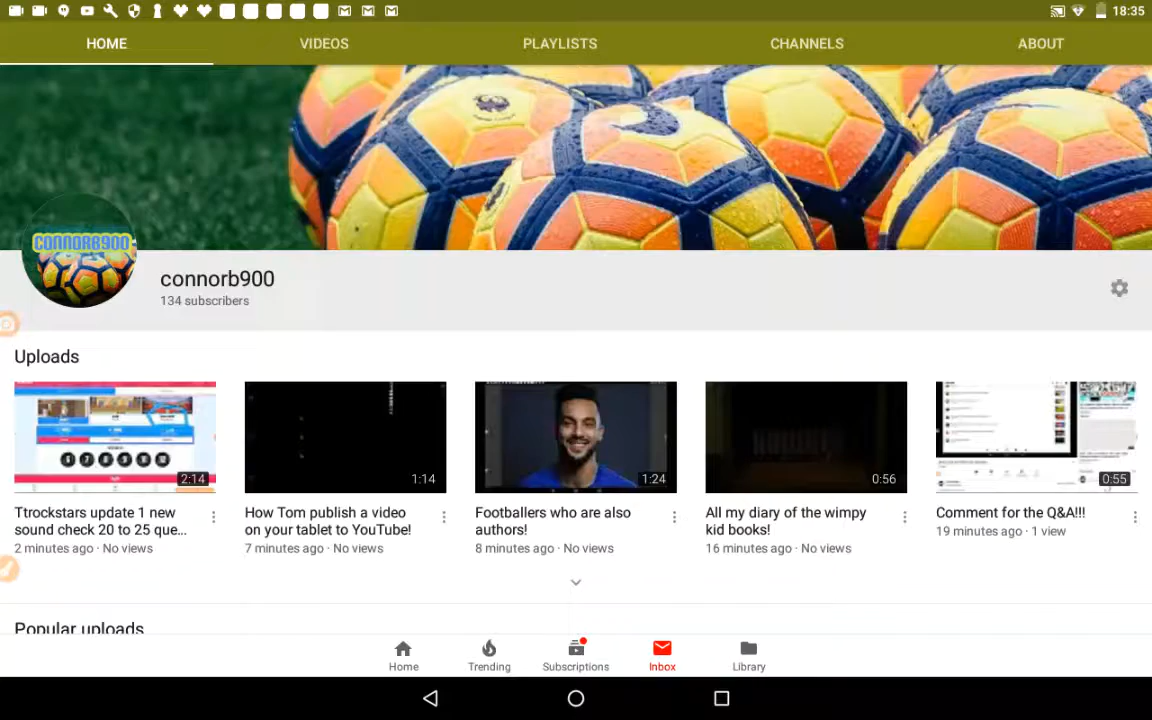 18:35
HOME VIDEOS PLAYLISTS CHANNELS ABOUT
CONNORB900
connorb900
134 subscribers
Uploads
2:14
1:14
1:24
0:56
0:55
Ttrockstars update 1 new
sound check 20 to 25 que...
2 minutes ago · No views
How Tom publish a video
on your tablet to YouTube!
7 minutes ago · No views
Footballers who are also
authors!
8 minutes ago · No views
All my diary of the wimpy
kid books!
16 minutes ago · No views
Comment for the Q&A!!!
19 minutes ago · 1 view
Popular uploads
Home Trending Subscriptions Inbox Library